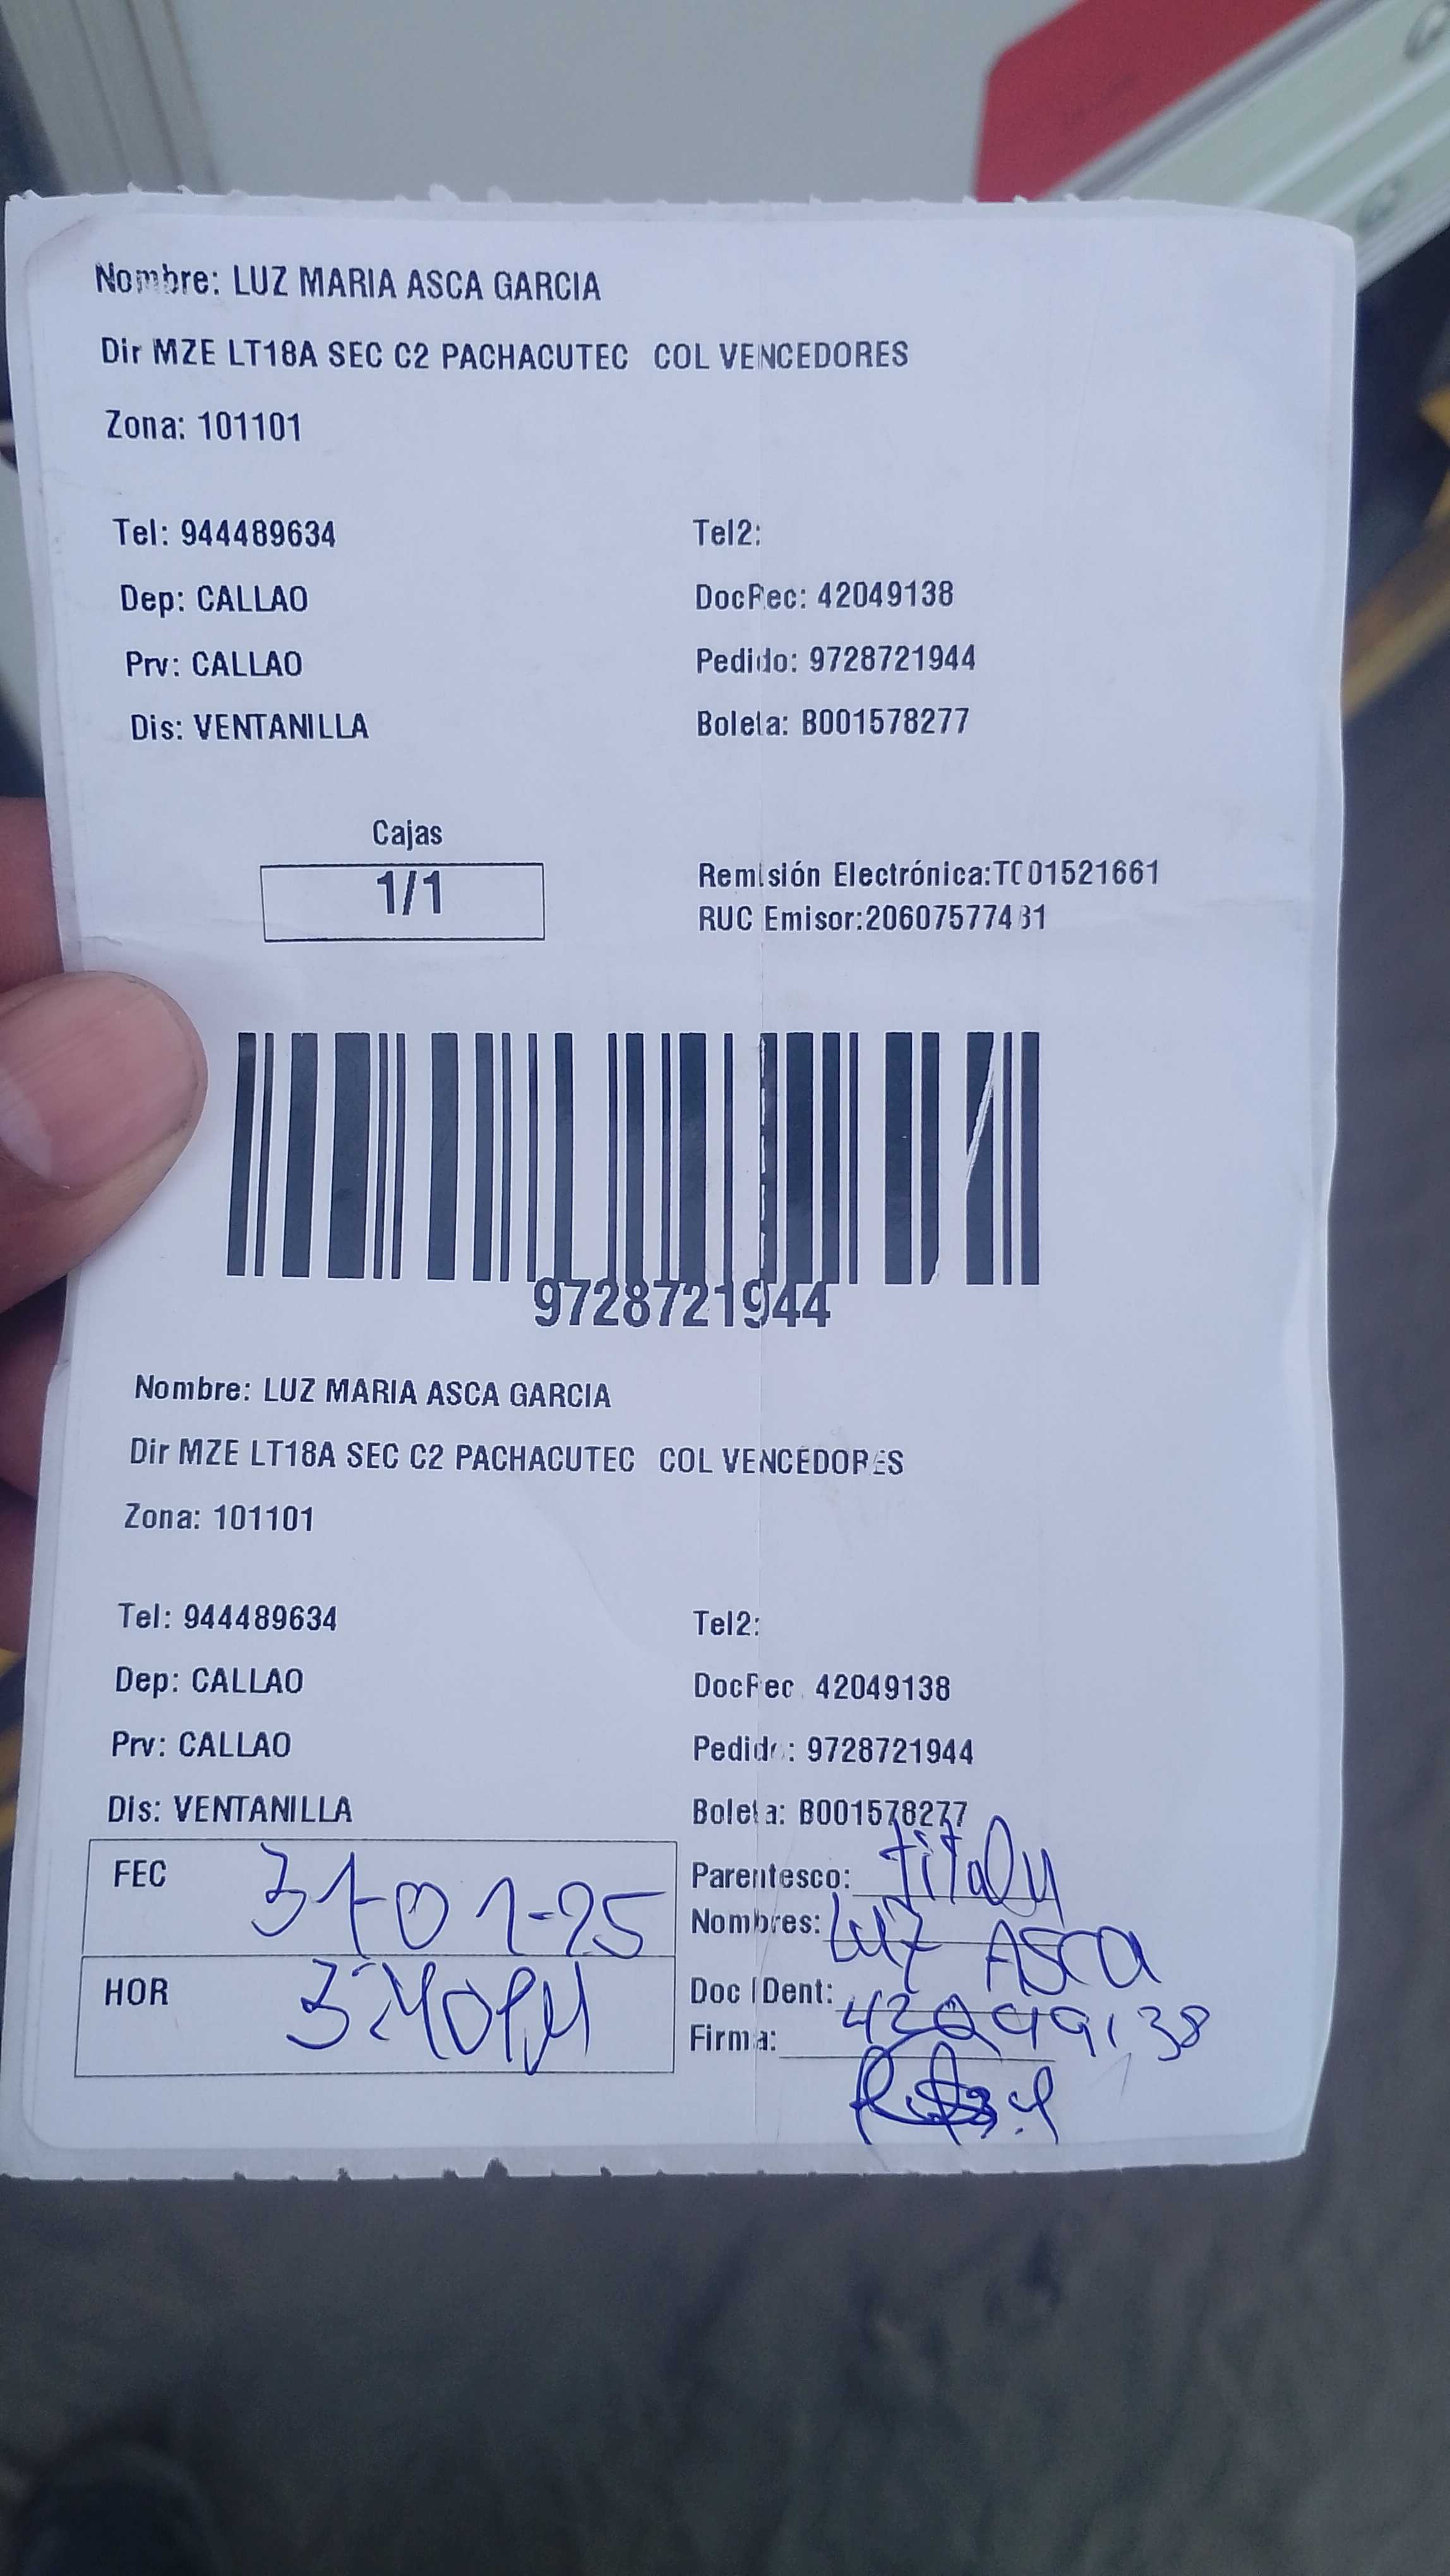 Nombre: LUZ MARIA ASCA GARCIA
Dir MZE LT18A SEC C2 PACHACUTEC COL VENCEDORES
Zona: 101101
Tel: 944489634 Tel2:
Dep: CALLAO DocRec: 42049138
Prv: CALLAO Pedido: 9728721944
Dis: VENTANILLA Boleta: B001578277
Cajas
1/1
Remisión Electrónica:T001521661
RUC Emisor:20607577431
9728721944
Nombre: LUZ MARIA ASCA GARCIA
Dir MZE LT18A SEC C2 PACHACUTEC COL VENCEDORES
Zona: 101101
Tel: 944489634 Tel2:
Dep: CALLAO DocRec 42049138
Prv: CALLAO Pedido: 9728721944
Dis: VENTANILLA Boleta: B001578277
FEC 31-01-25
Parentesco:
Nombres: Luz ASCA
HOR 3:40PM
Doc IDent: 42049138
Firma: